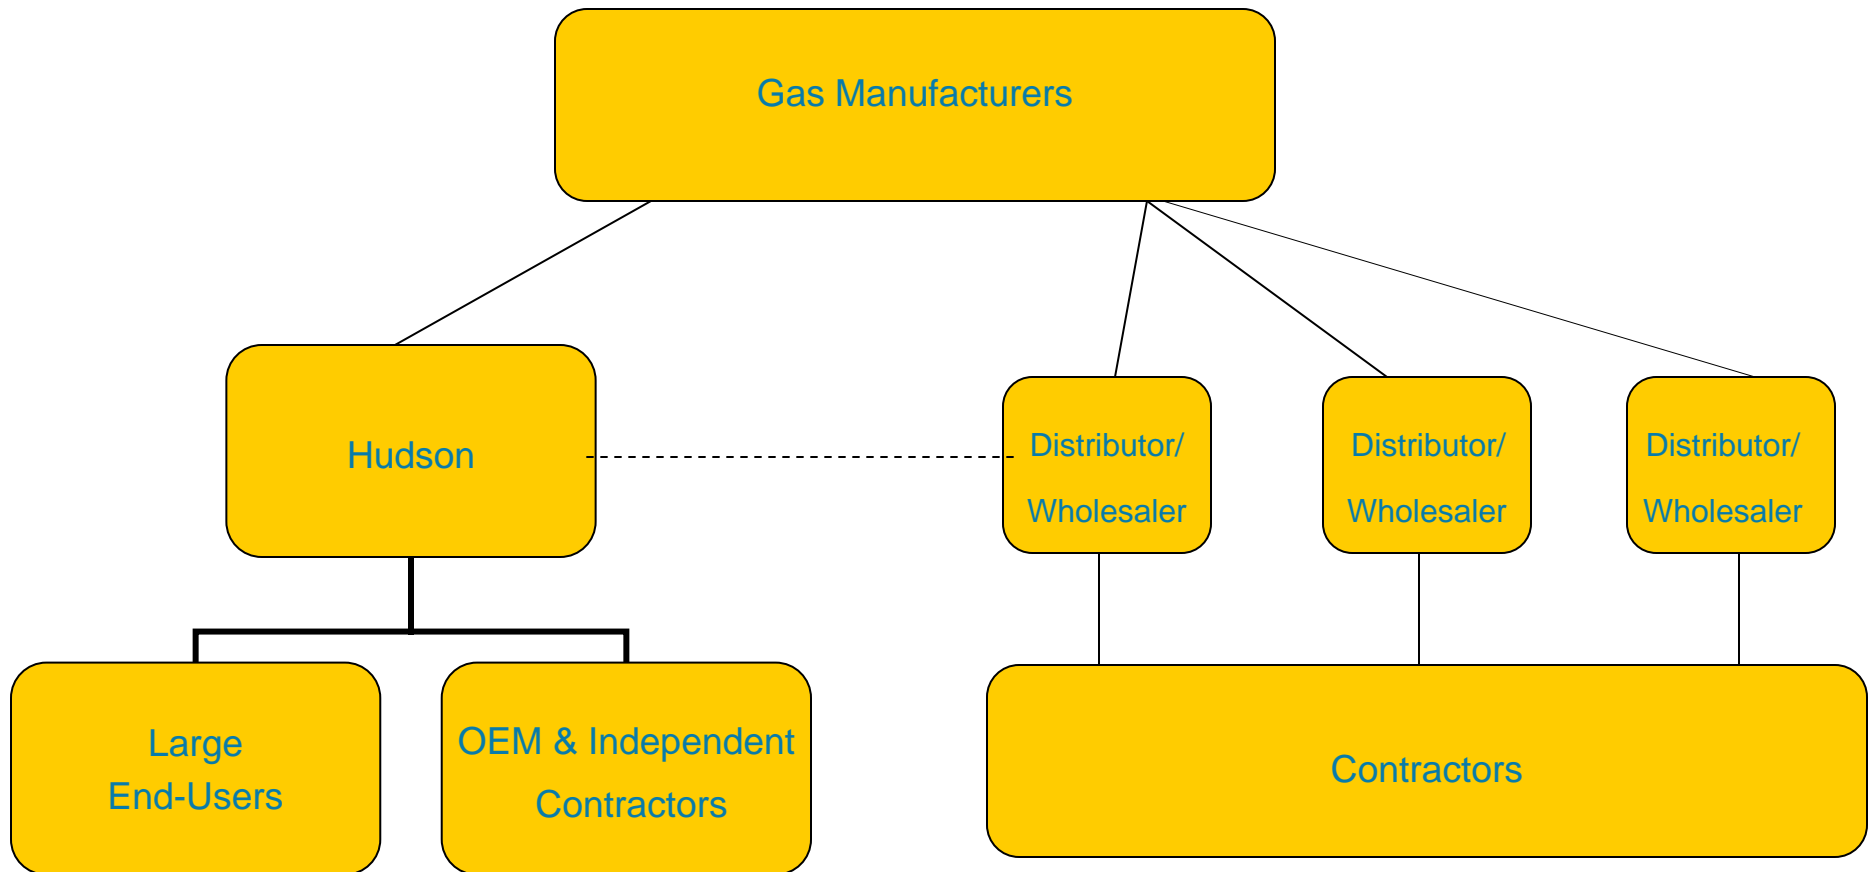 Gas Manufacturers
Hudson
Distributor/
Wholesaler
Distributor/
Wholesaler
Distributor/
Wholesaler
Large
End-Users
OEM & Independent
Contractors
Contractors